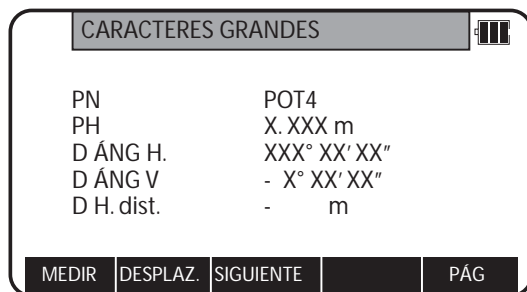 CARACTERES GRANDES
PN POT4
PH X. XXX m
D ÁNG H. XXX° XX′ XX″
D ÁNG V - X° XX′ XX″
D H. dist. - m
MEDIR DESPLAZ. SIGUIENTE PÁG